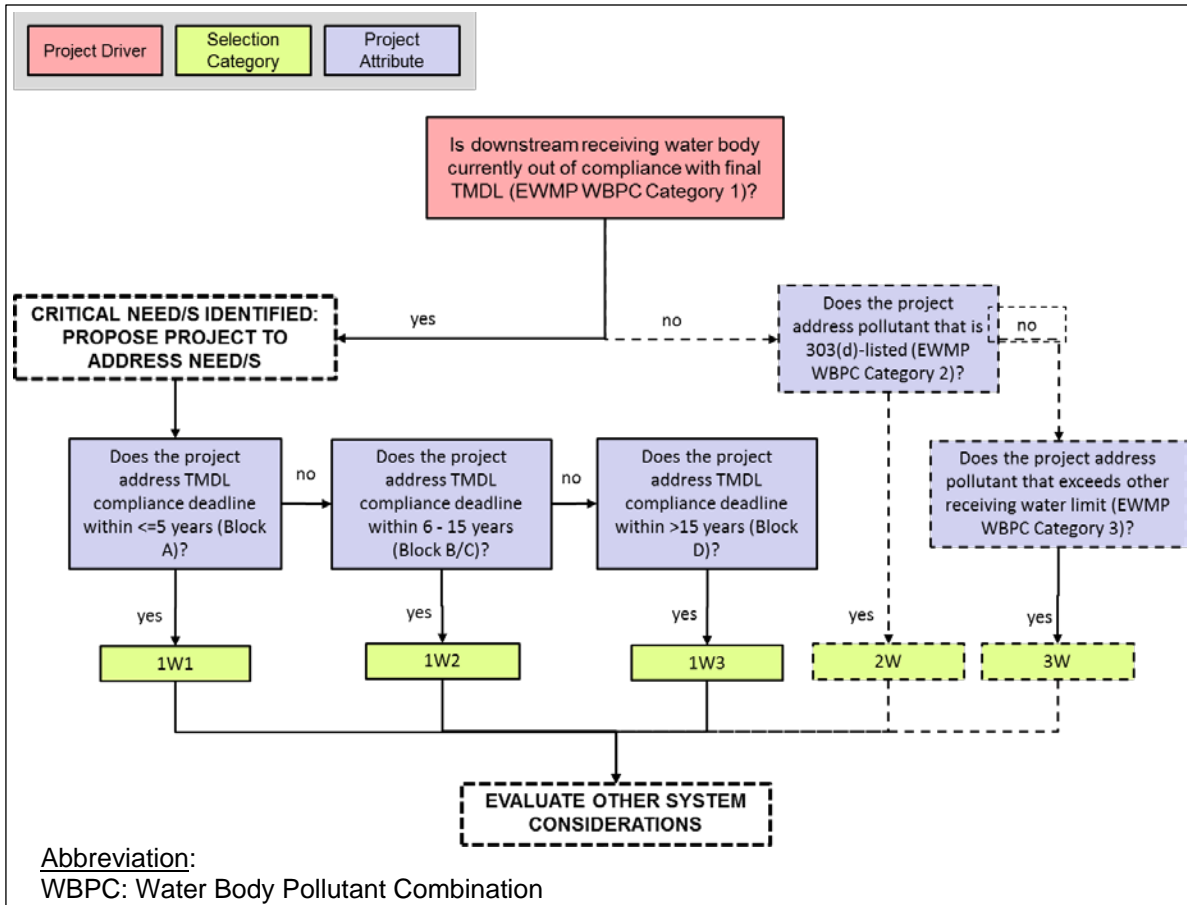 Project Driver
Selection
Category
Project
Attribute
Is downstream receiving water body
currently out of compliance with final
TMDL (EWMP WBPC Category 1)?
yes
no
CRITICAL NEED/S IDENTIFIED:
PROPOSE PROJECT TO
ADDRESS NEED/S
Does the project
address pollutant that is
303(d)-listed (EWMP
WBPC Category 2)?
no
Does the project
address TMDL
compliance deadline
within <=5 years (Block
A)?
no
Does the project
address TMDL
compliance deadline
within 6 - 15 years
(Block B/C)?
no
Does the project
address TMDL
compliance deadline
within >15 years (Block
D)?
Does the project address
pollutant that exceeds other
receiving water limit (EWMP
WBPC Category 3)?
yes
yes
yes
yes
yes
1W1
1W2
1W3
2W
3W
EVALUATE OTHER SYSTEM
CONSIDERATIONS
Abbreviation:
WBPC: Water Body Pollutant Combination